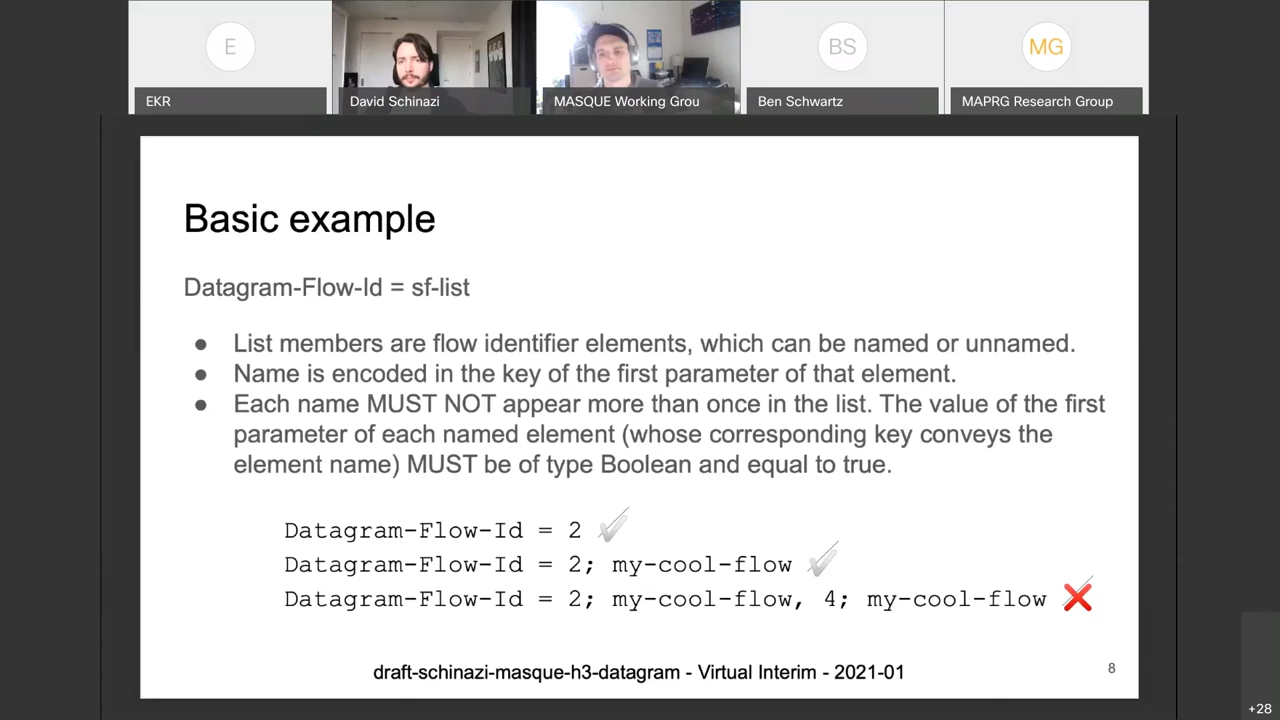 E
BS
MG
EKR
David Schinazi
MASQUE Working Grou
Ben Schwartz
MAPRG Research Group
Basic example
Datagram-Flow-Id = sf-list
● List members are flow identifier elements, which can be named or unnamed.
● Name is encoded in the key of the first parameter of that element.
● Each name MUST NOT appear more than once in the list. The value of the first
parameter of each named element (whose corresponding key conveys the
element name) MUST be of type Boolean and equal to true.
Datagram-Flow-Id = 2 ✔
Datagram-Flow-Id = 2; my-cool-flow ✔
Datagram-Flow-Id = 2; my-cool-flow, 4; my-cool-flow ❌
draft-schinazi-masque-h3-datagram - Virtual Interim - 2021-01
8
+28